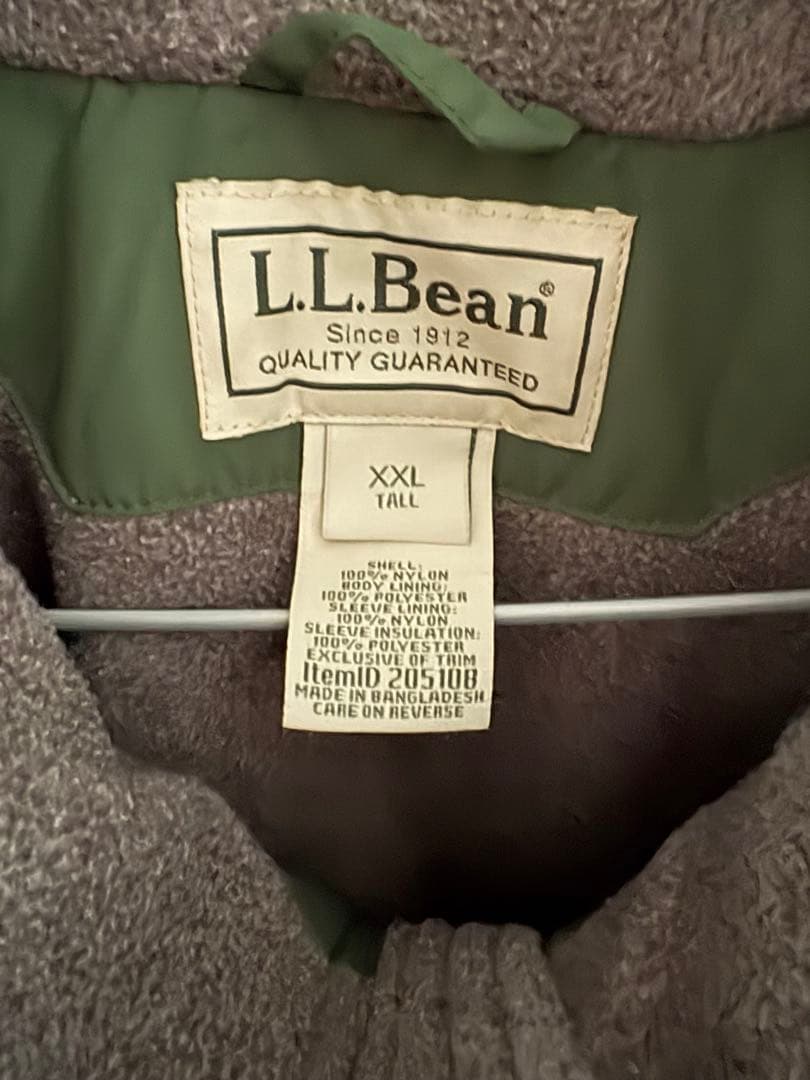 L.L.Bean®
Since 1912
QUALITY GUARANTEED
XXL
TALL
SHELL:
100% NYLON
BODY LINING:
100% POLYESTER
SLEEVE LINING:
100% NYLON
SLEEVE INSULATION:
100% POLYESTER
EXCLUSIVE OF TRIM
ItemID 205108
MADE IN BANGLADESH
CARE ON REVERSE